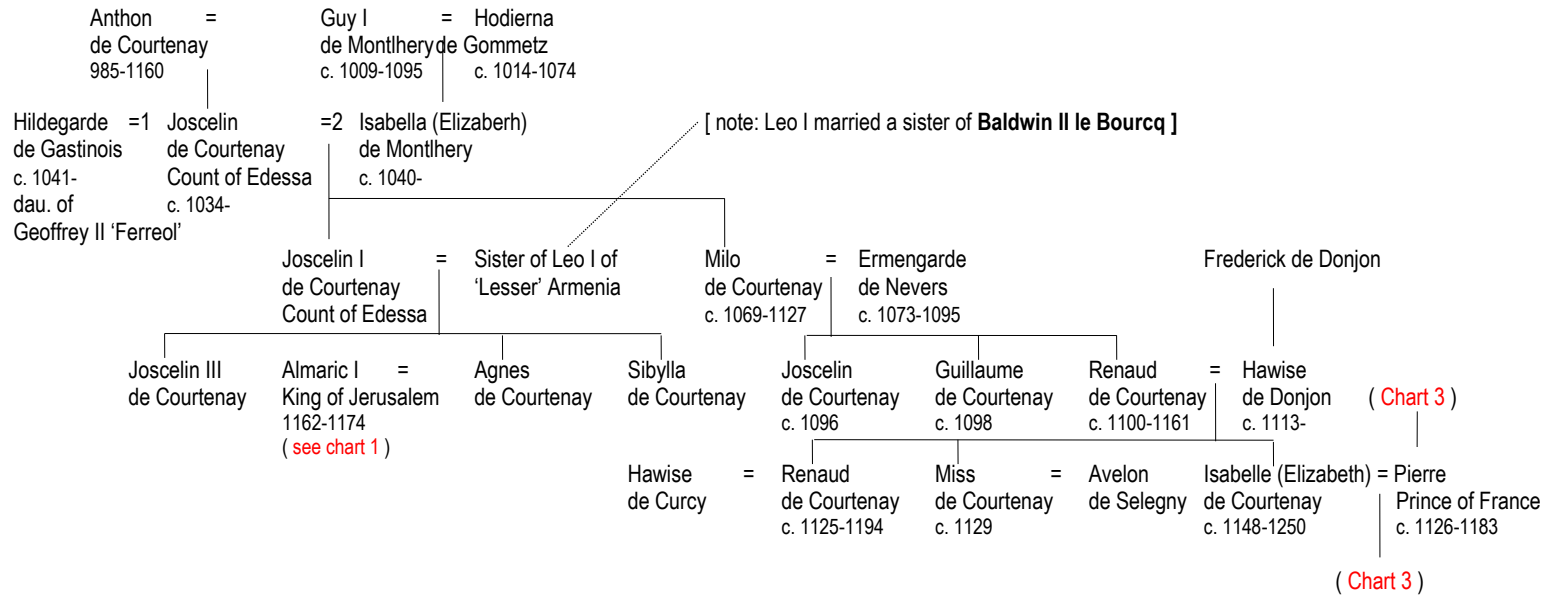 Anthon = Guy I = Hodierna
de Courtenay de Montlhery de Gommetz
985-1160 c. 1009-1095 c. 1014-1074
Hildegarde =1 Joscelin =2 Isabella (Elizaberh) [ note: Leo I married a sister of Baldwin II le Bourcq ]
de Gastinois de Courtenay de Montlhery
c. 1041- Count of Edessa c. 1040-
dau. of c. 1034-
Geoffrey II ‘Ferreol’
Joscelin I = Sister of Leo I of Milo = Ermengarde Frederick de Donjon
de Courtenay ‘Lesser’ Armenia de Courtenay de Nevers
Count of Edessa c. 1069-1127 c. 1073-1095
Joscelin III Almaric I = Agnes Sibylla Joscelin Guillaume Renaud = Hawise
de Courtenay King of Jerusalem de Courtenay de Courtenay de Courtenay de Courtenay de Courtenay de Donjon ( Chart 3 )
1162-1174 c. 1096 c. 1098 c. 1100-1161 c. 1113-
( see chart 1 )
Hawise = Renaud Miss = Avelon Isabelle (Elizabeth) = Pierre
de Curcy de Courtenay de Courtenay de Selegny de Courtenay Prince of France
c. 1125-1194 c. 1129 c. 1148-1250 c. 1126-1183
( Chart 3 )